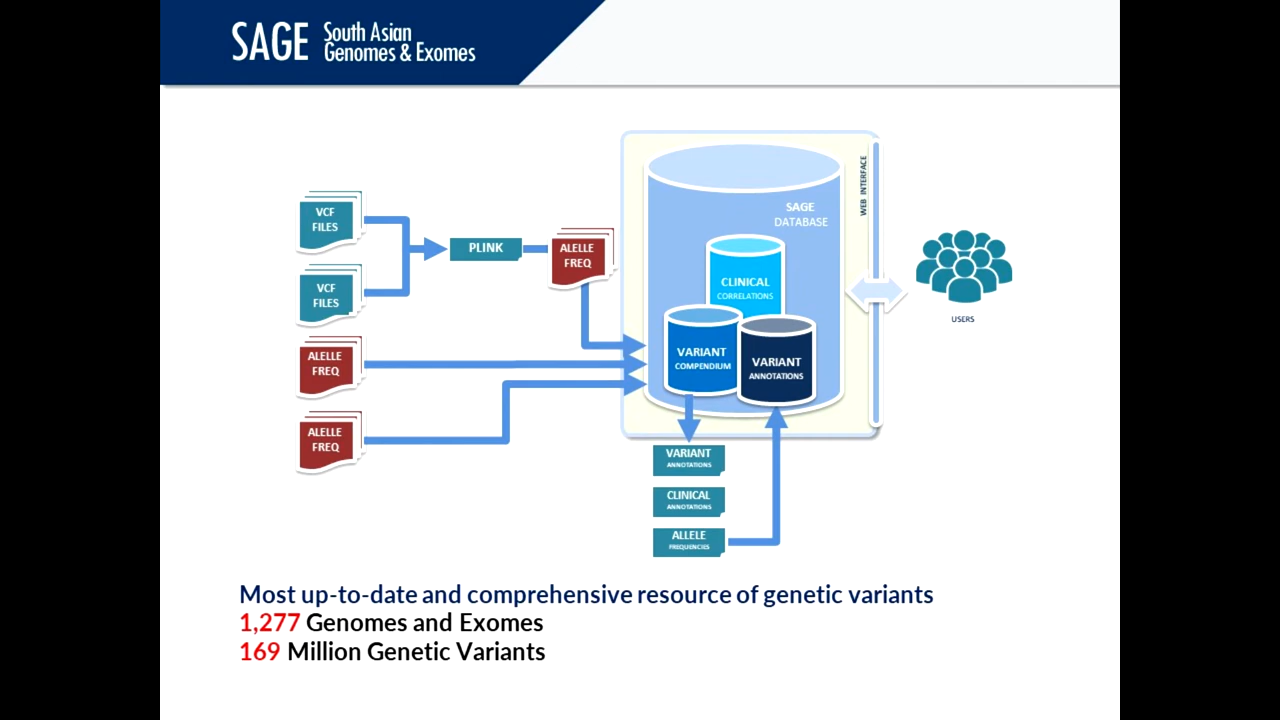 SAGE South Asian
Genomes & Exomes
VCF
FILES
VCF
FILES
ALELLE
FREQ
ALELLE
FREQ
PLINK
ALELLE
FREQ
SAGE
DATABASE
CLINICAL
CORRELATIONS
VARIANT
COMPENDIUM
VARIANT
ANNOTATIONS
WEB INTERFACE
USERS
VARIANT
ANNOTATIONS
CLINICAL
ANNOTATIONS
ALLELE
FREQUENCIES
Most up-to-date and comprehensive resource of genetic variants
1,277 Genomes and Exomes
169 Million Genetic Variants